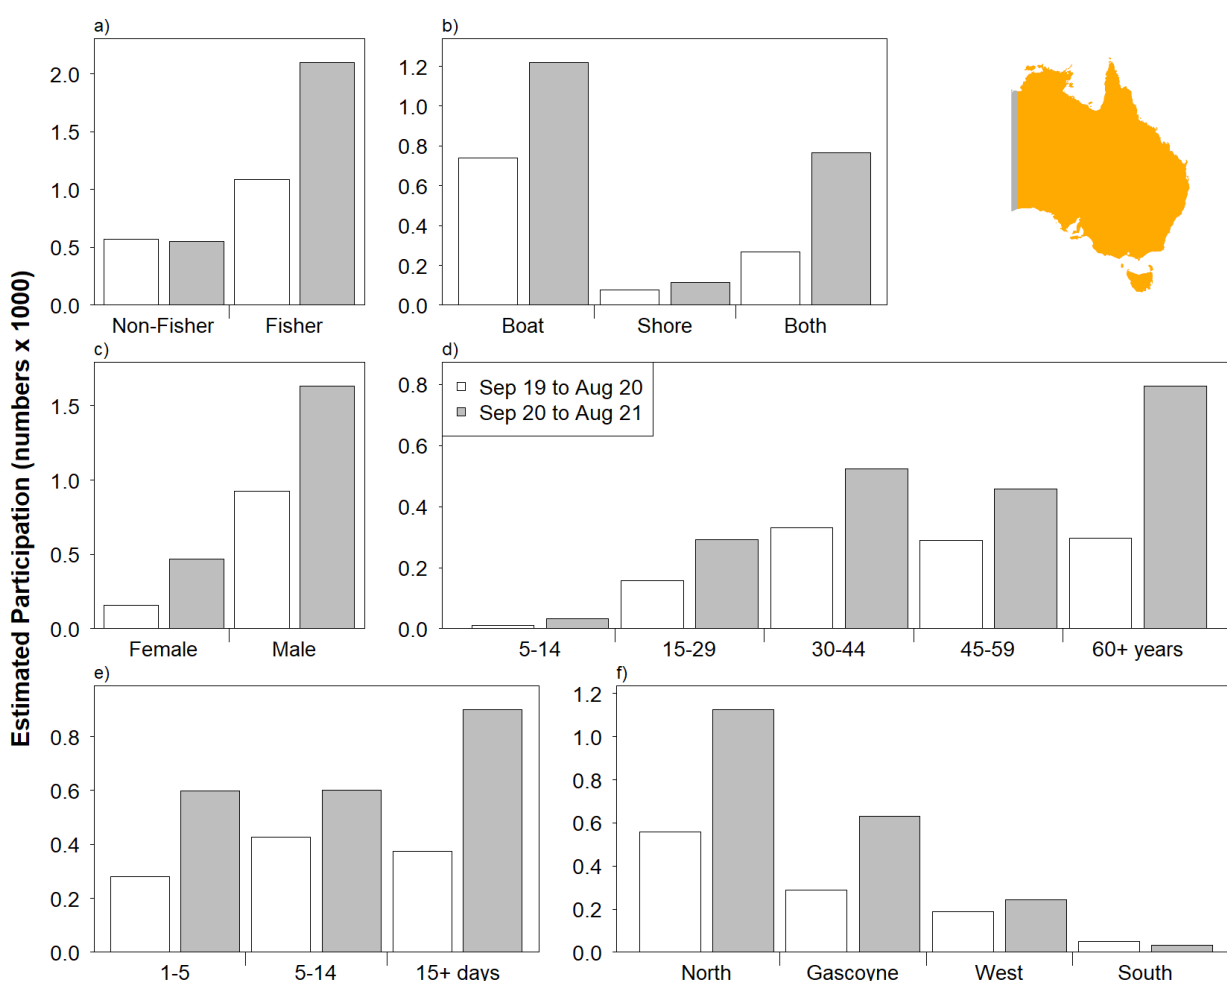 a)
2.0
1.5
1.0
0.5
0.0
Non-Fisher Fisher
b)
1.2
1.0
0.8
0.6
0.4
0.2
0.0
Boat Shore Both
Estimated Participation (numbers x 1000)
c)
1.5
1.0
0.5
0.0
Female Male
d)
Sep 19 to Aug 20
Sep 20 to Aug 21
0.8
0.6
0.4
0.2
0.0
5-14 15-29 30-44 45-59 60+ years
e)
0.8
0.6
0.4
0.2
0.0
1-5 5-14 15+ days
f)
1.2
1.0
0.8
0.6
0.4
0.2
0.0
North Gascoyne West South